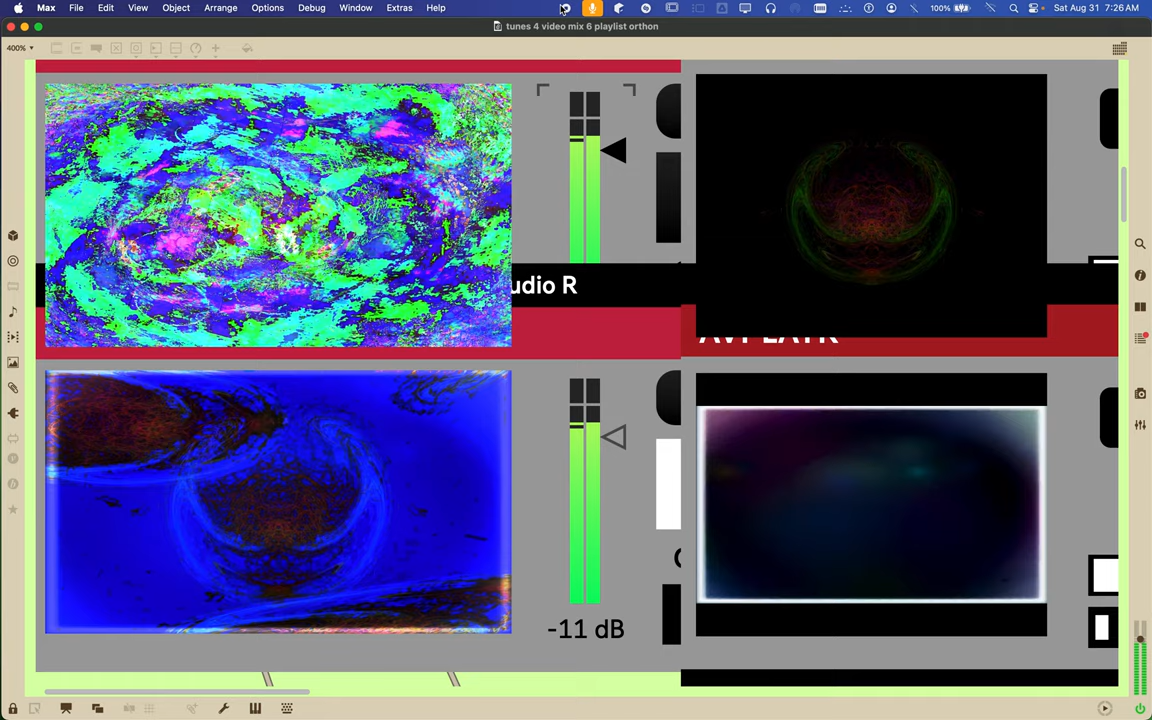 Max File Edit View Object Arrange Options Debug Window Extras Help 100% Sat Aug 31 7:26 AM
tunes 4 video mix 6 playlist orthon
400%
udio R
-11 dB